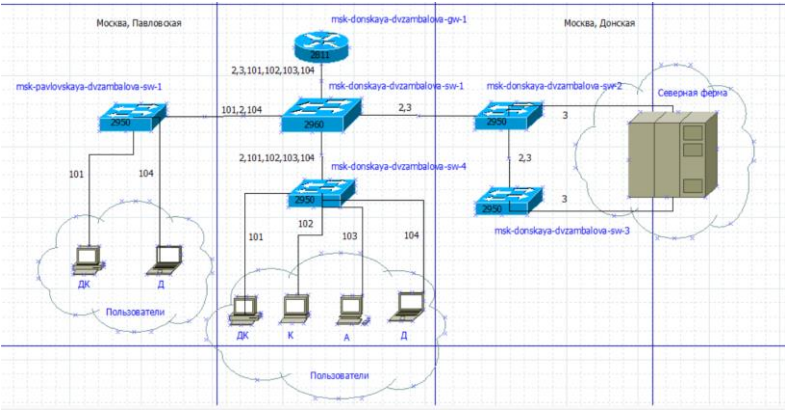 Москва, Павловская
msk-donskaya-dvzambalova-gw-1
Москва, Донская
2811
2,3,101,102,103,104
msk-pavlovskaya-dvzambalova-sw-1
msk-donskaya-dvzambalova-sw-1
msk-donskaya-dvzambalova-sw-2
Северная ферма
2950
101,2,104
2960
2,3
2950
3
2,101,102,103,104
msk-donskaya-dvzambalova-sw-4
2,3
101
104
2950
2950
3
msk-donskaya-dvzambalova-sw-3
101
102
103
104
ДК
Д
Пользователи
ДК
К
А
Д
Пользователи